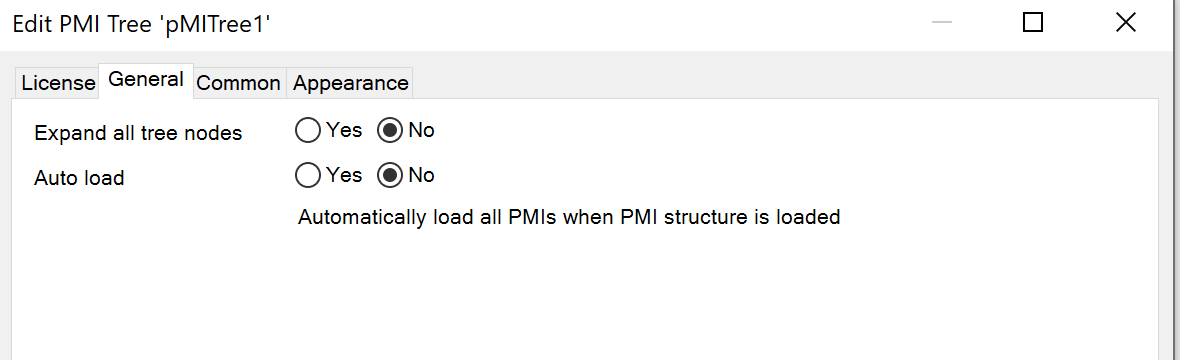 Edit PMI Tree 'pMITree1'
License General Common Appearance
Expand all tree nodes Yes No
Auto load Yes No
Automatically load all PMIs when PMI structure is loaded